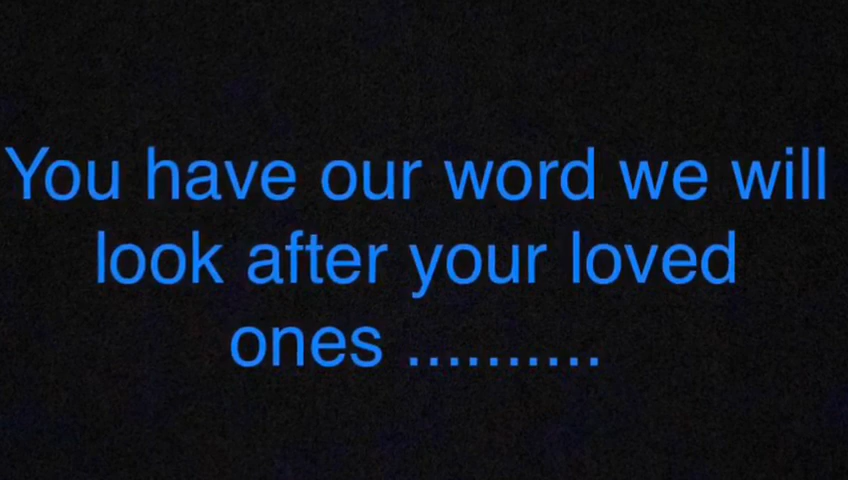 You have our word we will
look after your loved
ones ..........